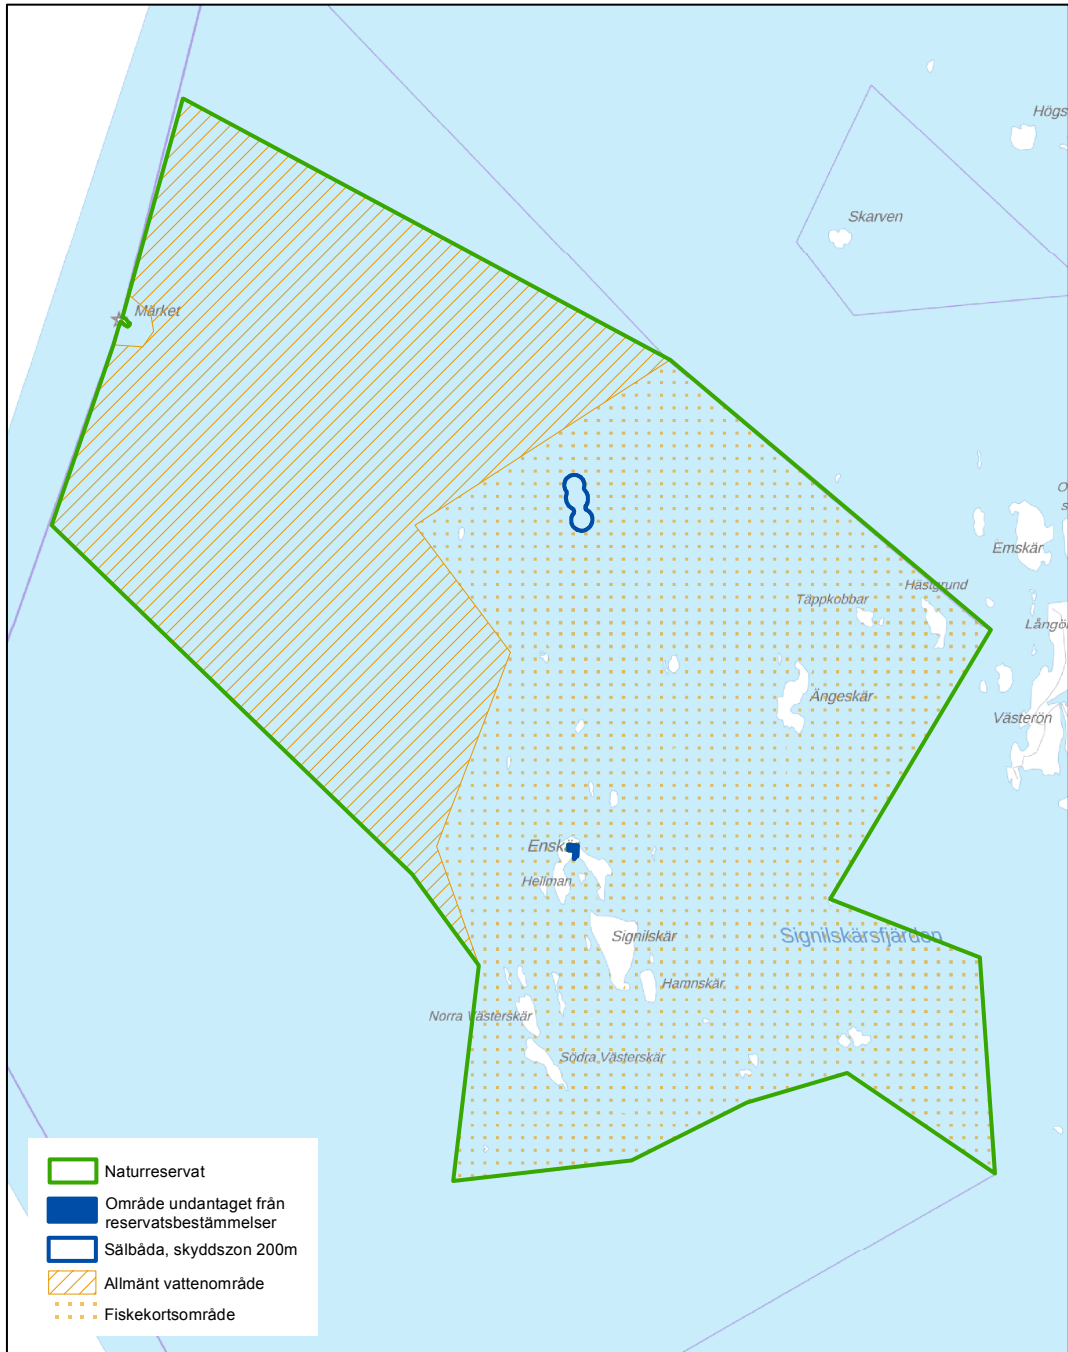 Högs
Skarven
Märket
Emskär
Hästgrund
Täppkobbar
Långö
Ängeskär
Västerön
Enskär
Hellman
Signilskär
Signilskärsfjärden
Hamnskär
Norra Västerskär
Södra Västerskär
Naturreservat
Område undantaget från
reservatsbestämmelser
Sälbåda, skyddszon 200m
Allmänt vattenområde
Fiskekortsområde